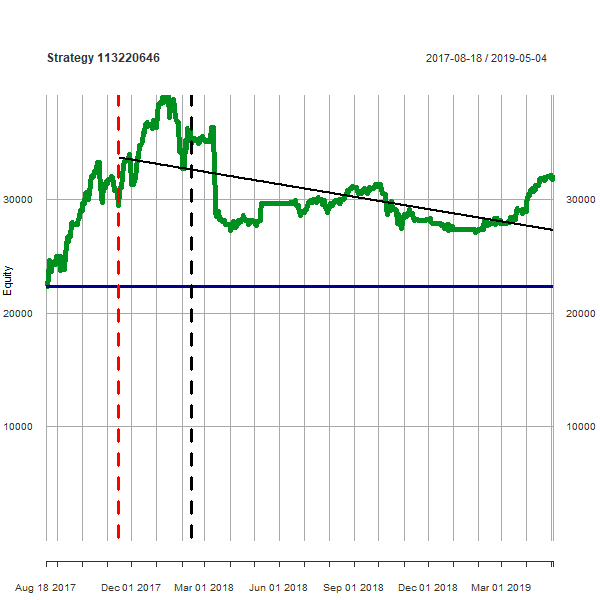 Strategy 113220646 2017-08-18 / 2019-05-04
30000 30000
Equity
20000 20000
10000 10000
Aug 18 2017 Dec 01 2017 Mar 01 2018 Jun 01 2018 Sep 01 2018 Dec 01 2018 Mar 01 2019